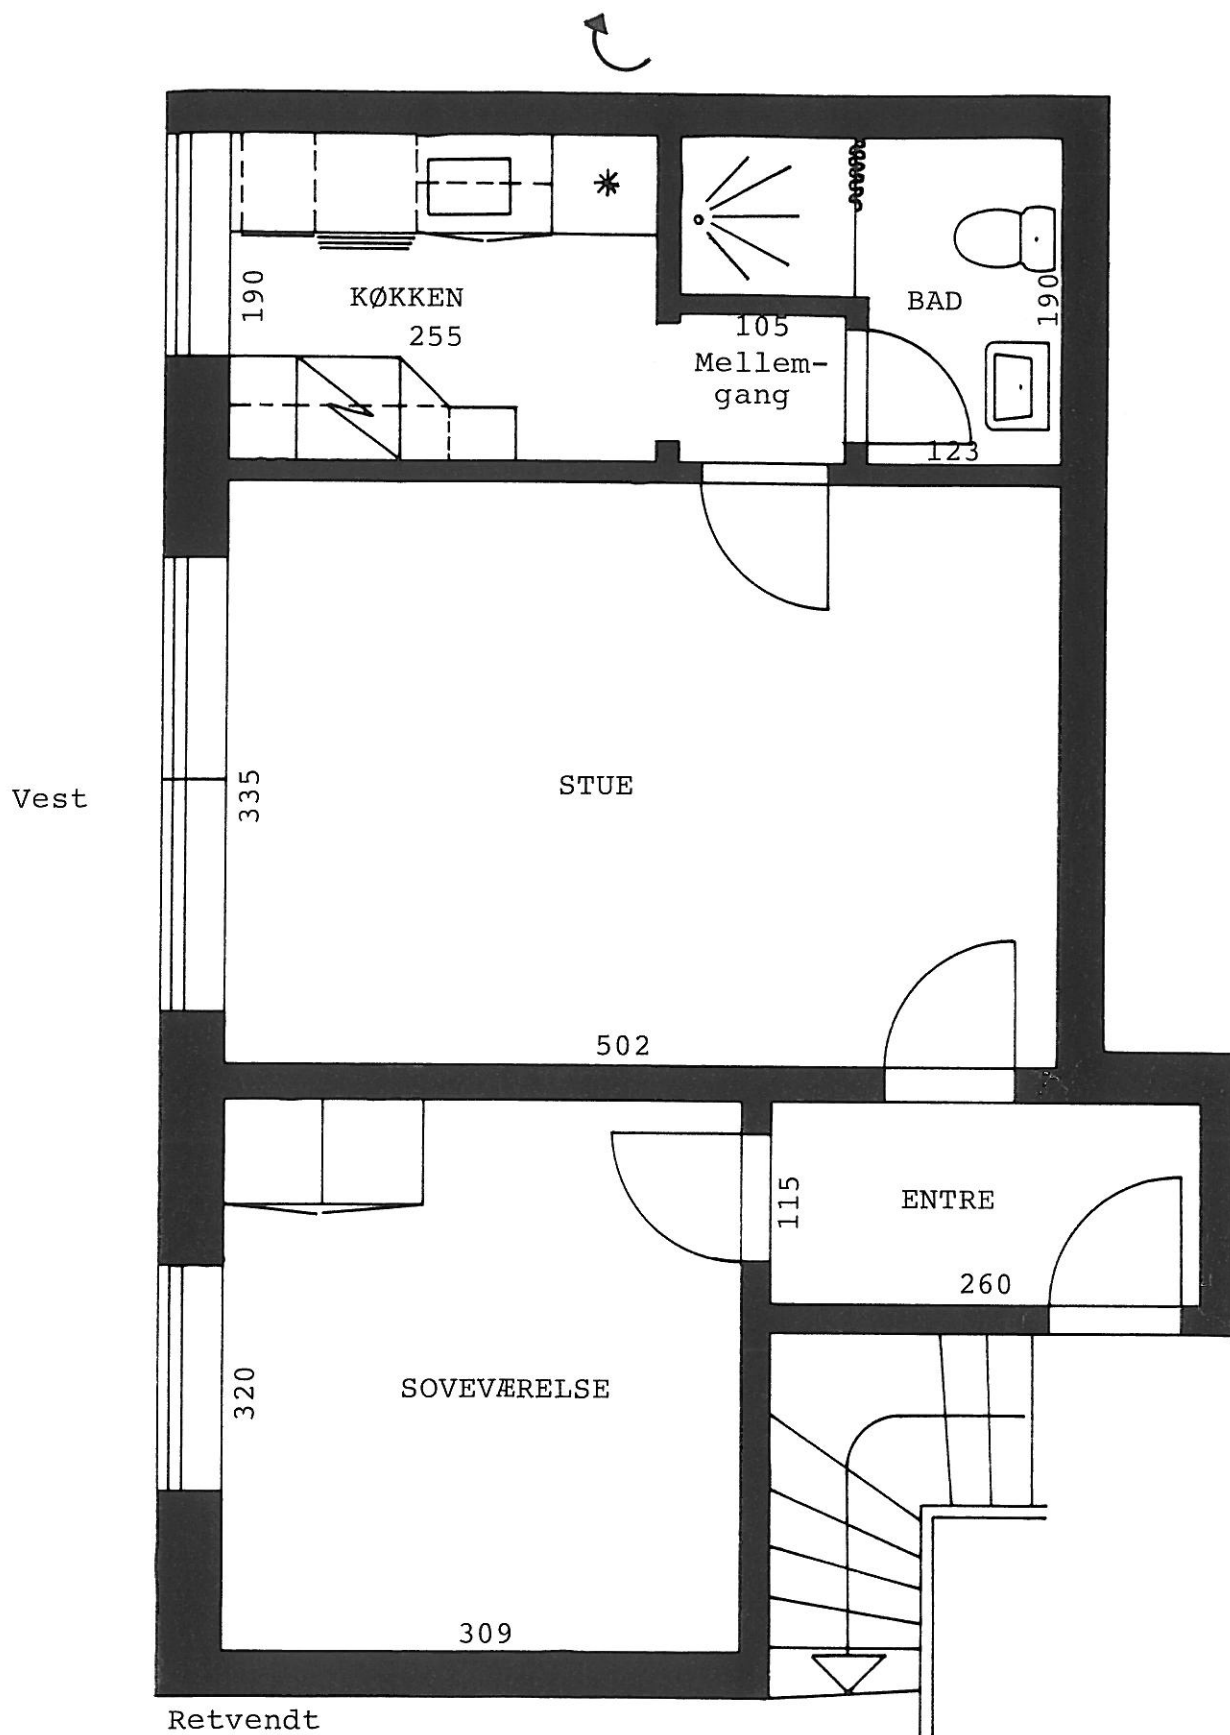 190
KØKKEN
255
105
Mellem-
gang
BAD
190
123
Vest
335
STUE
502
115
ENTRE
260
320
SOVEVÆRELSE
309
Retvendt